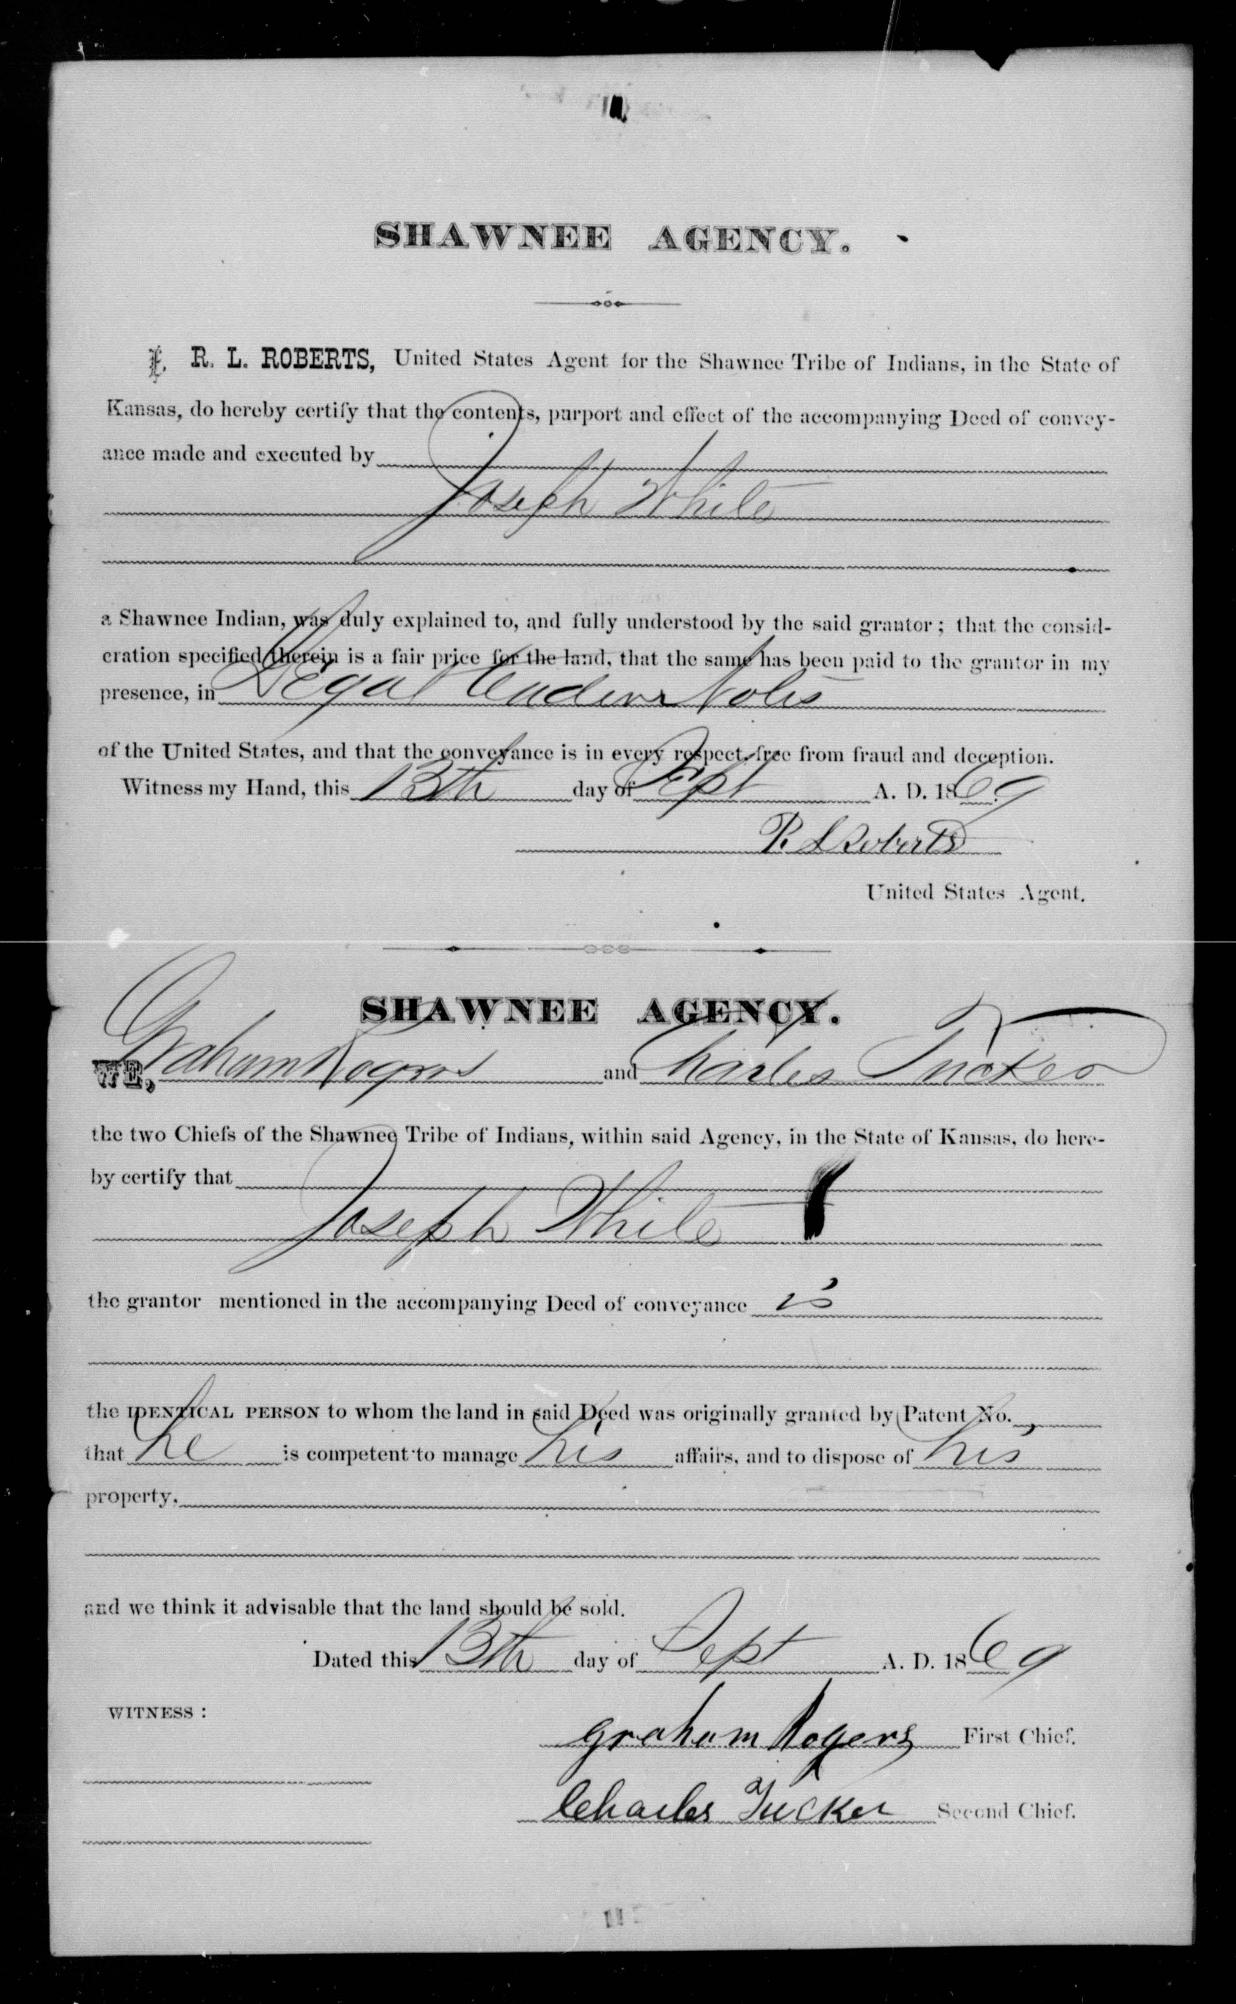 SHAWNEE AGENCY.
I, R. L. ROBERTS, United States Agent for the Shawnee Tribe of Indians, in the State of
Kansas, do hereby certify that the contents, purport and effect of the accompanying Deed of convey-
ance made and executed by
Joseph White
a Shawnee Indian, was duly explained to, and fully understood by the said grantor; that the consid-
eration specified therein is a fair price for the land, that the same has been paid to the grantor in my
presence, in Legal Tender Notes
of the United States, and that the conveyance is in every respect, free from fraud and deception.
Witness my Hand, this 13th day of Sept A. D. 1869
R. L Roberts
United States Agent.
SHAWNEE AGENCY.
WE, Graham Rogers and Charles Tucker
the two Chiefs of the Shawnee Tribe of Indians, within said Agency, in the State of Kansas, do here-
by certify that
Joseph White
the grantor mentioned in the accompanying Deed of conveyance is
the IDENTICAL PERSON to whom the land in said Deed was originally granted by Patent No. ,
that he is competent to manage his affairs, and to dispose of his
property,
and we think it advisable that the land should be sold.
Dated this 13th day of Sept A. D. 1869
WITNESS:
Graham Rogers First Chief.
Charles Tucker Second Chief.